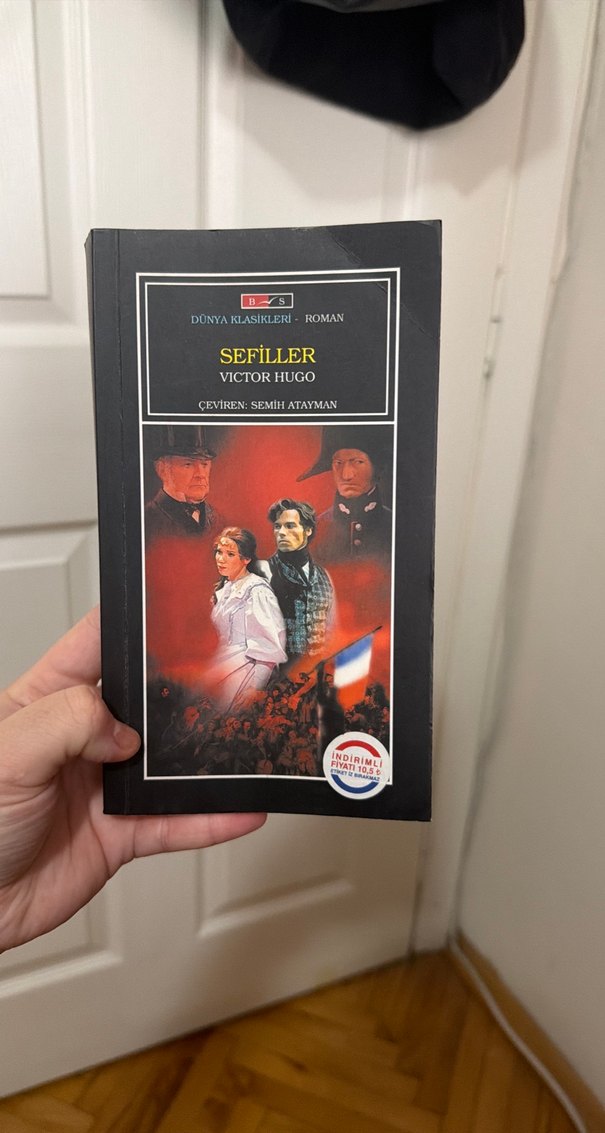 B S
DÜNYA KLASİKLERİ - ROMAN
SEFİLLER
VICTOR HUGO
ÇEVİREN: SEMİH ATAYMAN
İNDİRİMLİ
FİYATI 10,5 ₺
ETİKET İZ BIRAKMAZ